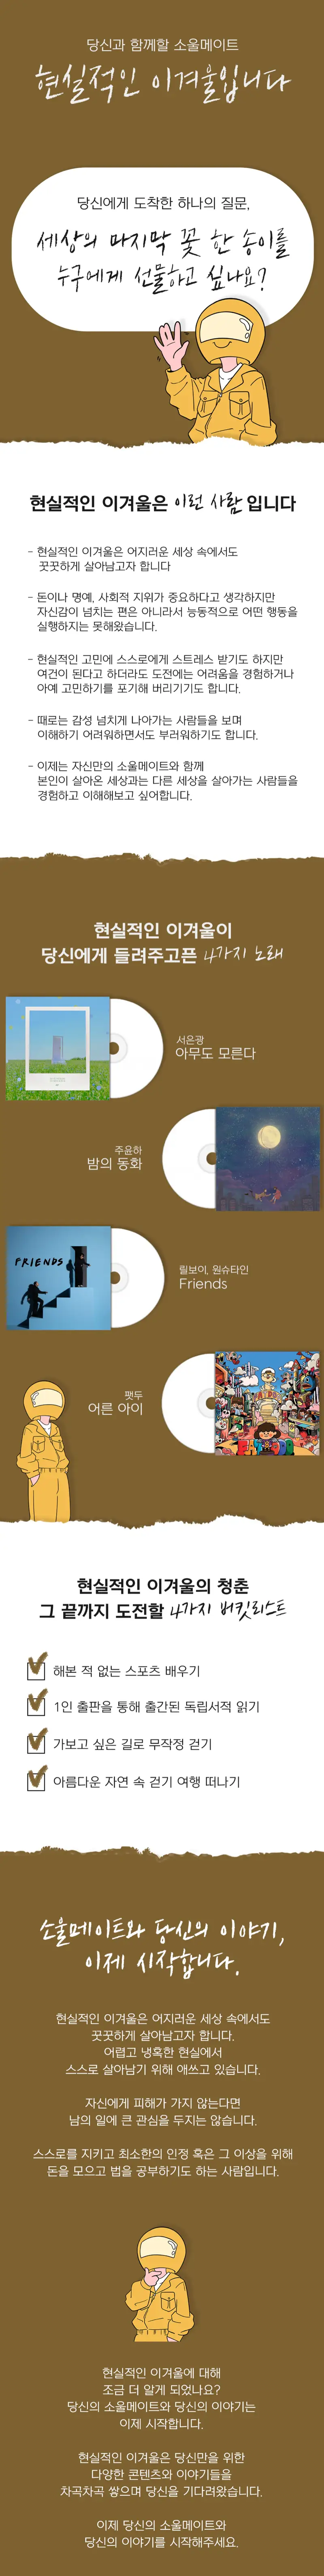 당신과 함께할 소울메이트
현실적인 이겨울입니다
당신에게 도착한 하나의 질문,
세상의 마지막 꽃 한 송이를
누구에게 선물하고 싶나요?
현실적인 이겨울은 이런 사람 입니다
- 현실적인 이겨울은 어지러운 세상 속에서도
꿋꿋하게 살아남고자 합니다
- 돈이나 명예, 사회적 지위가 중요하다고 생각하지만
자신감이 넘치는 편은 아니라서 능동적으로 어떤 행동을
실행하지는 못해왔습니다.
- 현실적인 고민에 스스로에게 스트레스 받기도 하지만
여건이 된다고 하더라도 도전에는 어려움을 경험하거나
아예 고민하기를 포기해 버리기기도 합니다.
- 때로는 감성 넘치게 나아가는 사람들을 보며
이해하기 어려워하면서도 부러워하기도 합니다.
- 이제는 자신만의 소울메이트와 함께
본인이 살아온 세상과는 다른 세상을 살아가는 사람들을
경험하고 이해해보고 싶어합니다.
현실적인 이겨울이
당신에게 들려주고픈 4가지 노래
서은광
아무도 모른다
주윤하
밤의 동화
FRIENDS
릴보이, 원슈타인
Friends
팻두
어른 아이
현실적인 이겨울의 청춘
그 끝까지 도전할 4가지 버킷리스트
해본 적 없는 스포츠 배우기
1인 출판을 통해 출간된 독립서적 읽기
가보고 싶은 길로 무작정 걷기
아름다운 자연 속 걷기 여행 떠나기
소울메이트와 당신의 이야기,
이제 시작합니다.
현실적인 이겨울은 어지러운 세상 속에서도
꿋꿋하게 살아남고자 합니다.
어렵고 냉혹한 현실에서
스스로 살아남기 위해 애쓰고 있습니다.
자신에게 피해가 가지 않는다면
남의 일에 큰 관심을 두지는 않습니다.
스스로를 지키고 최소한의 인정 혹은 그 이상을 위해
돈을 모으고 법을 공부하기도 하는 사람입니다.
현실적인 이겨울에 대해
조금 더 알게 되었나요?
당신의 소울메이트와 당신의 이야기는
이제 시작합니다.
현실적인 이겨울은 당신만을 위한
다양한 콘텐츠와 이야기들을
차곡차곡 쌓으며 당신을 기다려왔습니다.
이제 당신의 소울메이트와
당신의 이야기를 시작해주세요.